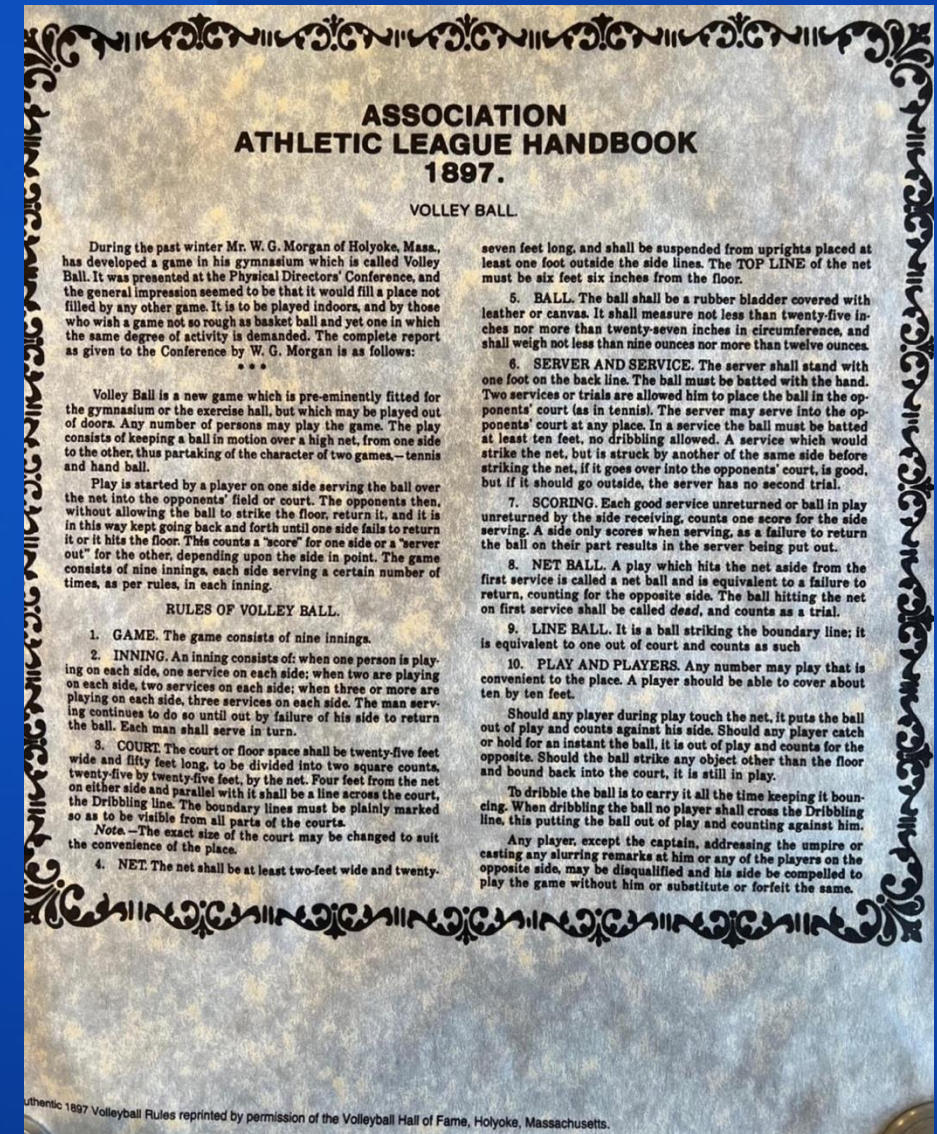 ASSOCIATION
ATHLETIC LEAGUE HANDBOOK
1897.
VOLLEY BALL.
During the past winter Mr. W. G. Morgan of Holyoke, Mass.,
has developed a game in his gymnasium which is called Volley
Ball. It was presented at the Physical Directors' Conference, and
the general impression seemed to be that it would fill a place not
filled by any other game. It is to be played indoors, and by those
who wish a game not so rough as basket ball and yet one in which
the same degree of activity is demanded. The complete report
as given to the Conference by W. G. Morgan is as follows:
• • •
Volley Ball is a new game which is pre-eminently fitted for
the gymnasium or the exercise hall, but which may be played out
of doors. Any number of persons may play the game. The play
consists of keeping a ball in motion over a high net, from one side
to the other, thus partaking of the character of two games,—tennis
and hand ball.
Play is started by a player on one side serving the ball over
the net into the opponents' field or court. The opponents then,
without allowing the ball to strike the floor, return it, and it is
in this way kept going back and forth until one side fails to return
it or it hits the floor. This counts a "score" for one side or a "server
out" for the other, depending upon the side in point. The game
consists of nine innings, each side serving a certain number of
times, as per rules, in each inning.
RULES OF VOLLEY BALL.
1. GAME. The game consists of nine innings.
2. INNING. An inning consists of: when one person is play-
ing on each side, one service on each side; when two are playing
on each side, two services on each side; when three or more are
playing on each side, three services on each side. The man serv-
ing continues to do so until out by failure of his side to return
the ball. Each man shall serve in turn.
3. COURT. The court or floor space shall be twenty-five feet
wide and fifty feet long, to be divided into two square counts,
twenty-five by twenty-five feet, by the net. Four feet from the net
on either side and parallel with it shall be a line across the court,
the Dribbling line. The boundary lines must be plainly marked
so as to be visible from all parts of the courts.
Note.—The exact size of the court may be changed to suit
the convenience of the place.
4. NET. The net shall be at least two-feet wide and twenty-
seven feet long, and shall be suspended from uprights placed at
least one foot outside the side lines. The TOP LINE of the net
must be six feet six inches from the floor.
5. BALL. The ball shall be a rubber bladder covered with
leather or canvas. It shall measure not less than twenty-five in-
ches nor more than twenty-seven inches in circumference, and
shall weigh not less than nine ounces nor more than twelve ounces.
6. SERVER AND SERVICE. The server shall stand with
one foot on the back line. The ball must be batted with the hand.
Two services or trials are allowed him to place the ball in the op-
ponents' court (as in tennis). The server may serve into the op-
ponents' court at any place. In a service the ball must be batted
at least ten feet, no dribbling allowed. A service which would
strike the net, but is struck by another of the same side before
striking the net, if it goes over into the opponents' court, is good,
but if it should go outside, the server has no second trial.
7. SCORING. Each good service unreturned or ball in play
unreturned by the side receiving, counts one score for the side
serving. A side only scores when serving, as a failure to return
the ball on their part results in the server being put out.
8. NET BALL. A play which hits the net aside from the
first service is called a net ball and is equivalent to a failure to
return, counting for the opposite side. The ball hitting the net
on first service shall be called dead, and counts as a trial.
9. LINE BALL. It is a ball striking the boundary line; it
is equivalent to one out of court and counts as such
10. PLAY AND PLAYERS. Any number may play that is
convenient to the place. A player should be able to cover about
ten by ten feet.
Should any player during play touch the net, it puts the ball
out of play and counts against his side. Should any player catch
or hold for an instant the ball, it is out of play and counts for the
opposite. Should the ball strike any object other than the floor
and bound back into the court, it is still in play.
To dribble the ball is to carry it all the time keeping it boun-
cing. When dribbling the ball no player shall cross the Dribbling
line, this putting the ball out of play and counting against him.
Any player, except the captain, addressing the umpire or
casting any slurring remarks at him or any of the players on the
opposite side, may be disqualified and his side be compelled to
play the game without him or substitute or forfeit the same.
uthentic 1897 Volleyball Rules reprinted by permission of the Volleyball Hall of Fame, Holyoke, Massachusetts.